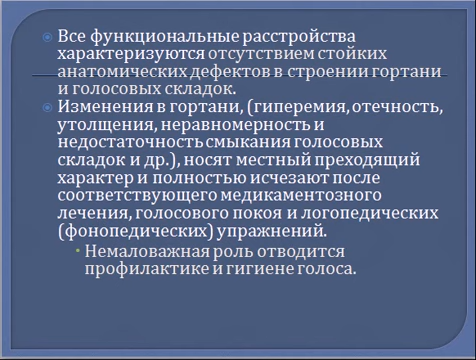 Все функциональные расстройства
характеризуются отсутствием стойких
анатомических дефектов в строении гортани
и голосовых складок.
Изменения в гортани, (гиперемия, отечность,
утолщения, неравномерность и
недостаточность смыкания голосовых
складок и др.), носят местный преходящий
характер и полностью исчезают после
соответствующего медикаментозного
лечения, голосового покоя и логопедических
(фонопедических) упражнений.
Немаловажная роль отводится
профилактике и гигиене голоса.